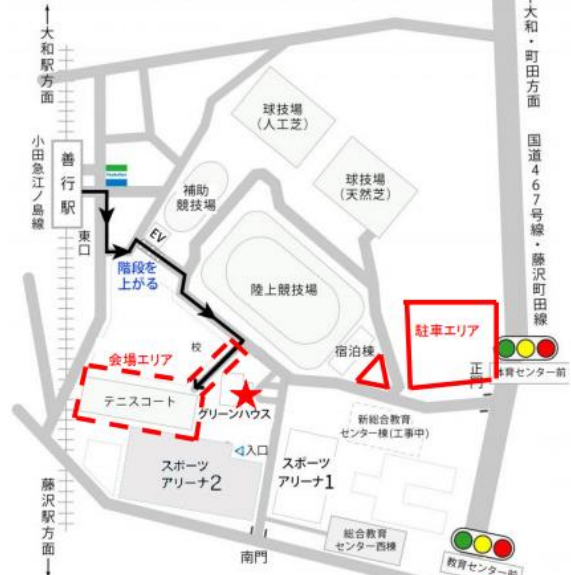 大和駅方面
大和・町田方面
国道467号線・藤沢町田線
小田急江ノ島線
善行駅
東口
FamilyMart
球技場
(人工芝)
球技場
(天然芝)
補助
競技場
EV
階段を
上がる
陸上競技場
宿泊棟
駐車エリア
正門
体育センター前
会場エリア
校
テニスコート
グリーンハウス
新総合教育
センター棟(工事中)
入口
スポーツ
アリーナ2
スポーツ
アリーナ1
総合教育
センター西棟
南門
藤沢駅方面
教育センター前